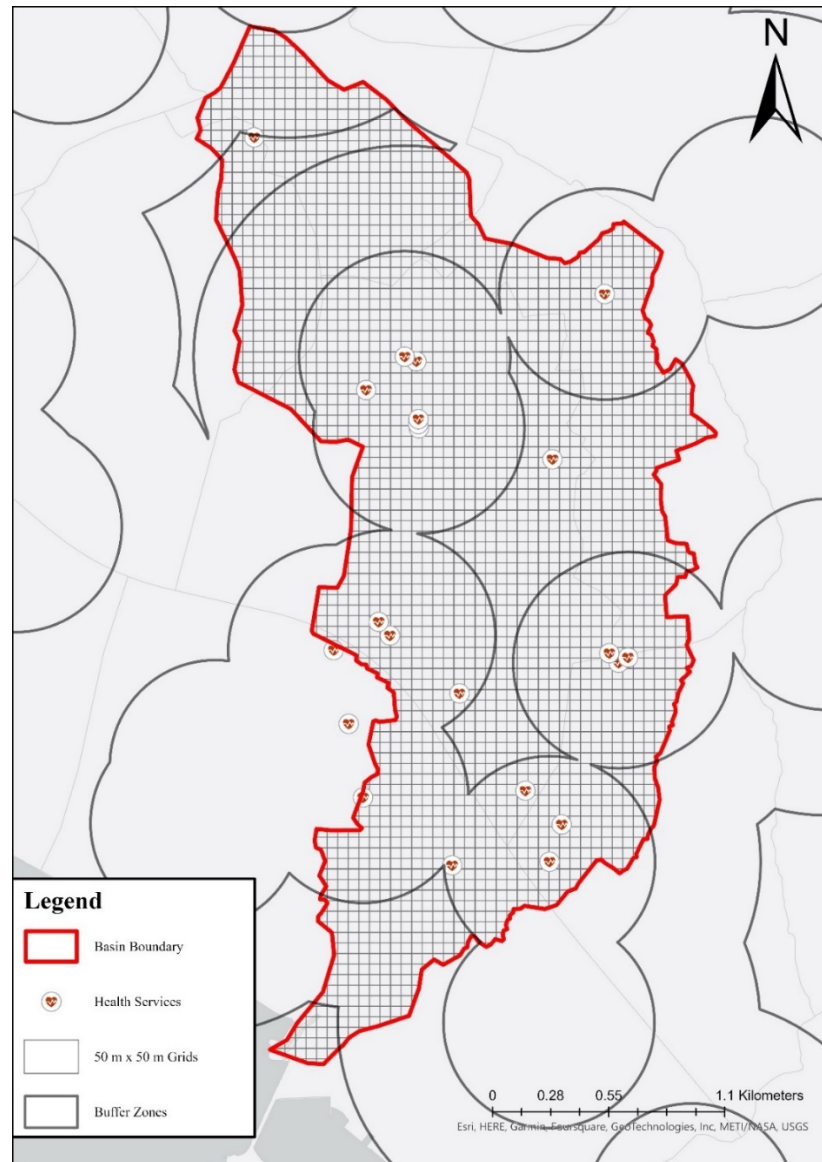 N
Legend
Basin Boundary
Health Services
50 m x 50 m Grids
Buffer Zones
0 0.28 0.55 1.1 Kilometers
Esri, HERE, Garmin, Foursquare, GeoTechnologies, Inc, METI/NASA, USGS